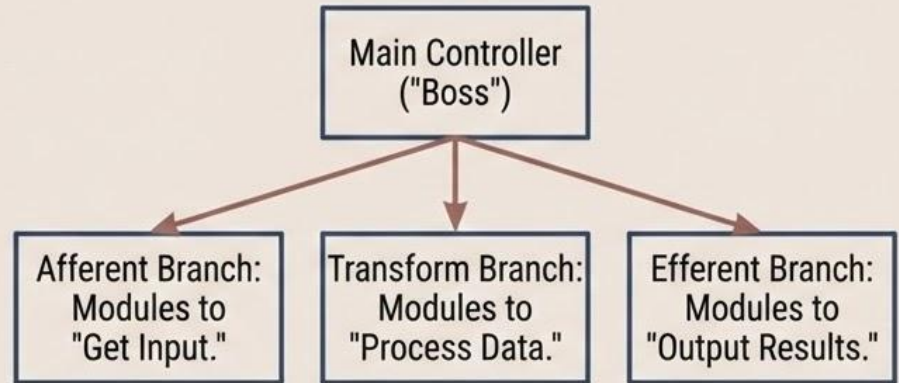 Main Controller
("Boss")
Afferent Branch:
Modules to
"Get Input."
Transform Branch:
Modules to
"Process Data."
Efferent Branch:
Modules to
"Output Results."